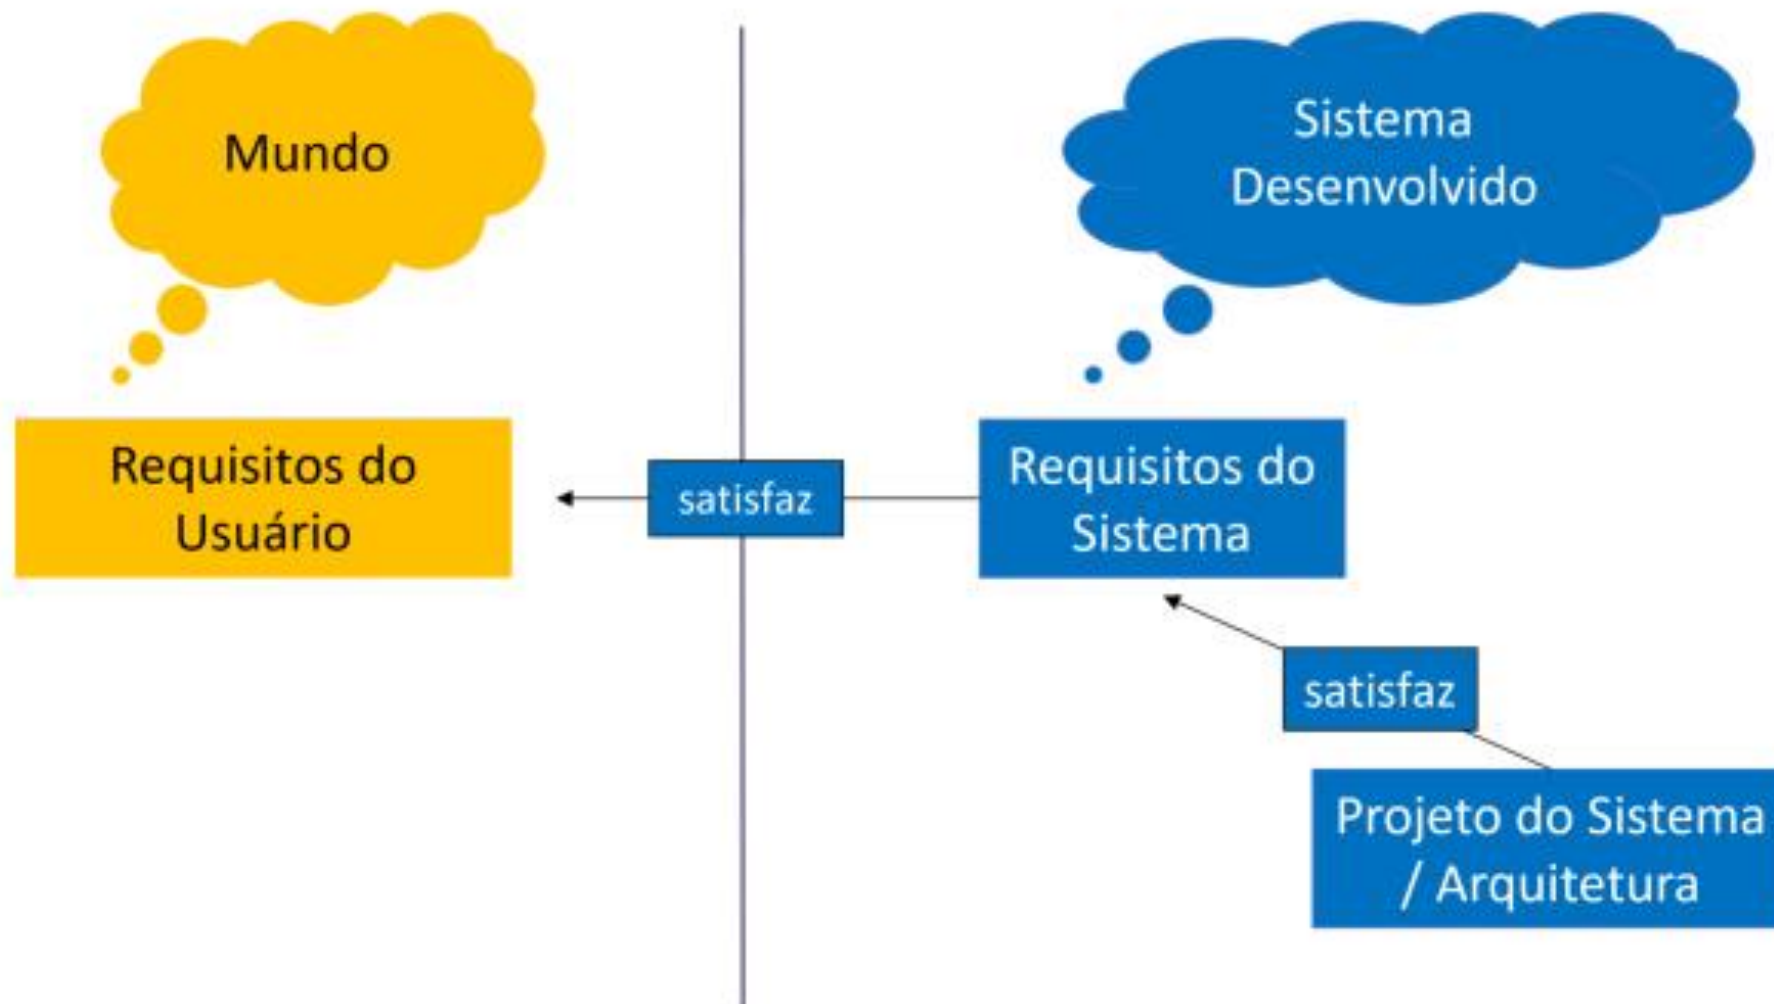 Mundo
Sistema
Desenvolvido
Requisitos do
Usuário
satisfaz
Requisitos do
Sistema
satisfaz
Projeto do Sistema
/ Arquitetura